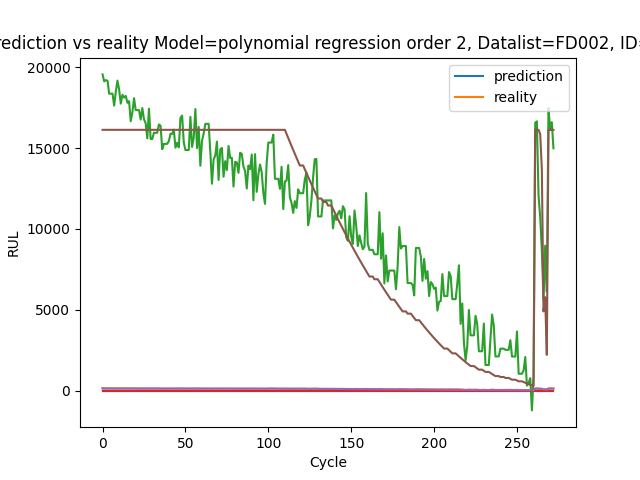 rediction vs reality Model=polynomial regression order 2, Datalist=FD002, ID=
20000
15000
10000
5000
0
RUL
prediction
reality
0 50 100 150 200 250
Cycle